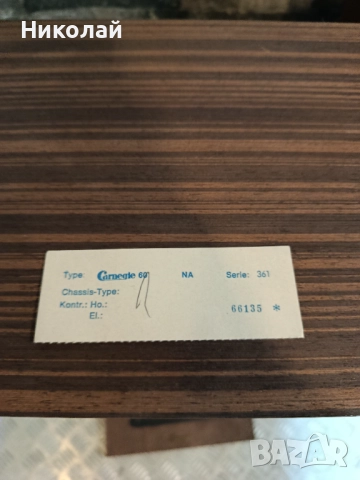 Николай
Type: Carnegie 60 NA Serie: 361
Chassis-Type:
Kontr.: Ho.:
El.: 66135 *
BAZAR